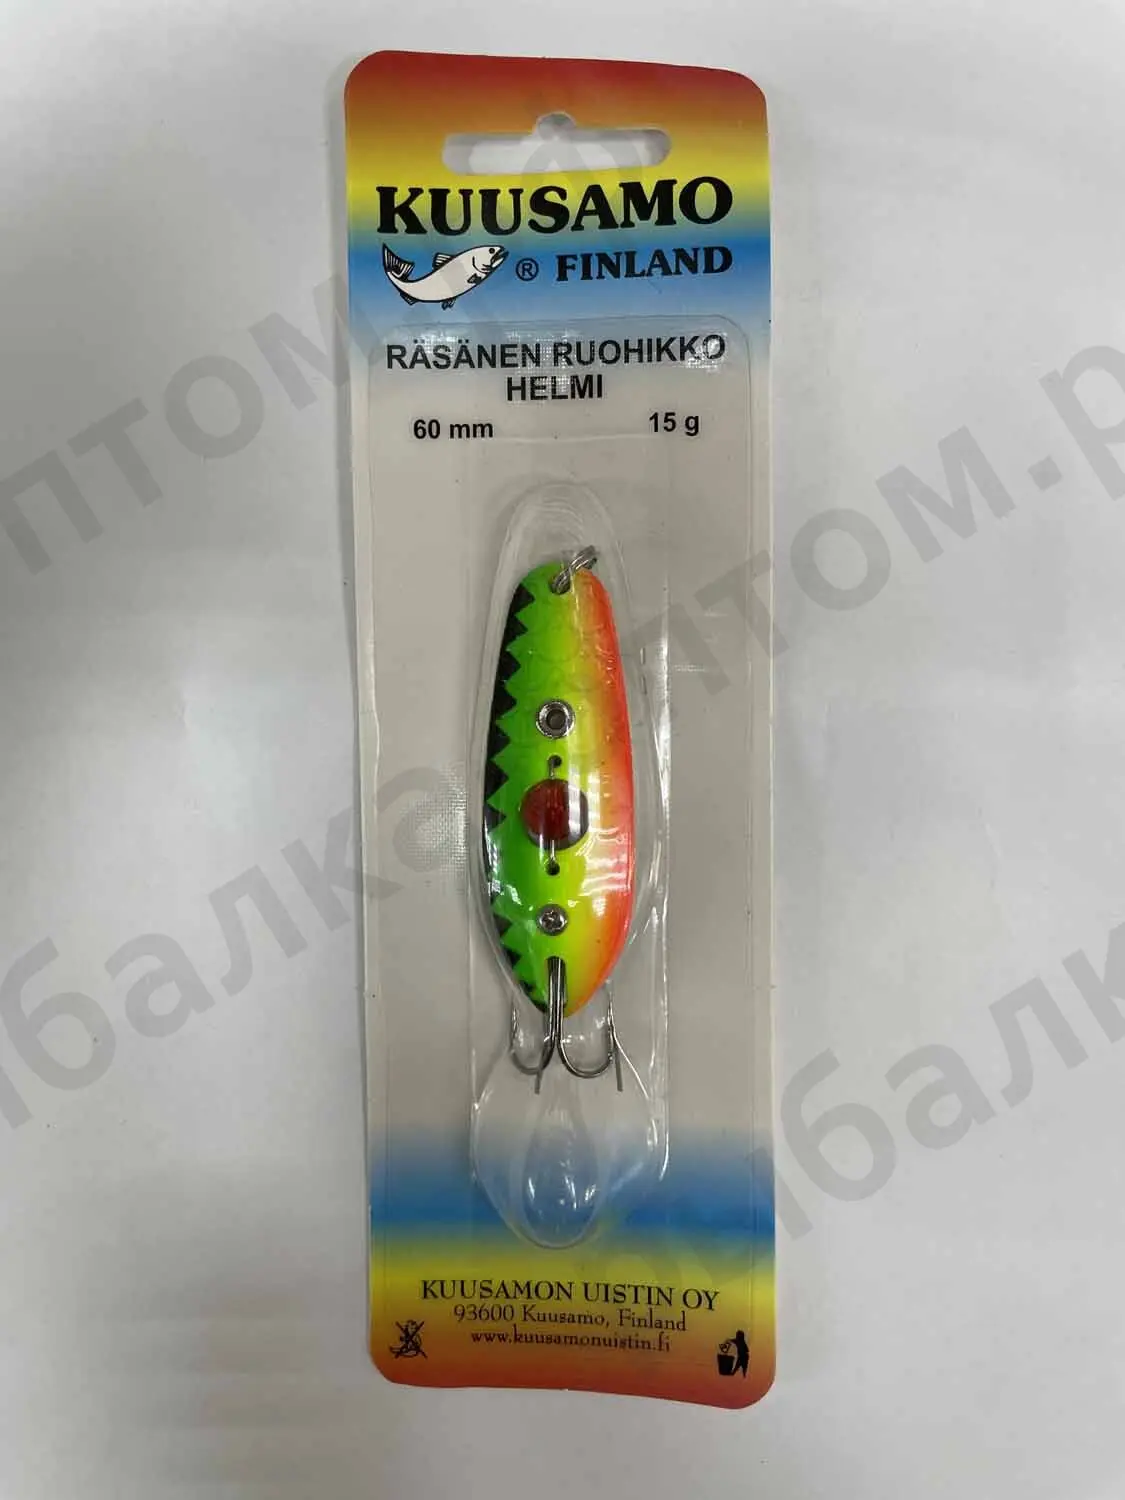 KUUSAMO
® FINLAND
RÄSÄNEN RUOHIKKO
HELMI
60 mm 15 g
KUUSAMON UISTIN OY
93600 Kuusamo, Finland
www.kuusamonuistin.fi